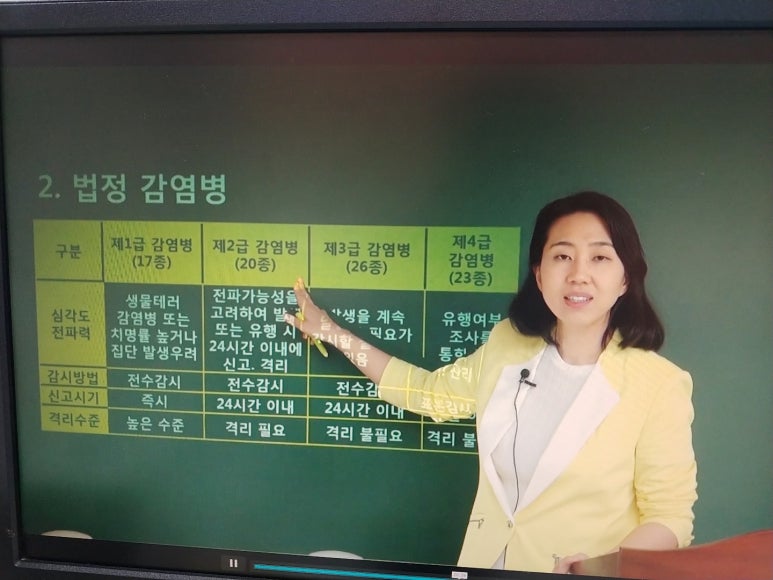 2. 법정 감염병
구분
제1급 감염병
(17종)
제2급 감염병
(20종)
제3급 감염병
(26종)
제4급
감염병
(23종)
심각도
전파력
생물테러
감염병 또는
치명률 높거나
집단 발생우려
전파가능성을
고려하여
또는 유행 시
24시간 이내에
신고. 격리
계속
필요가
유행여부
감시방법
전수감시
전수감시
신고시기
즉시
24시간 이내
24시간 이내
격리수준
높은 수준
격리 필요
격리 불필요
격리